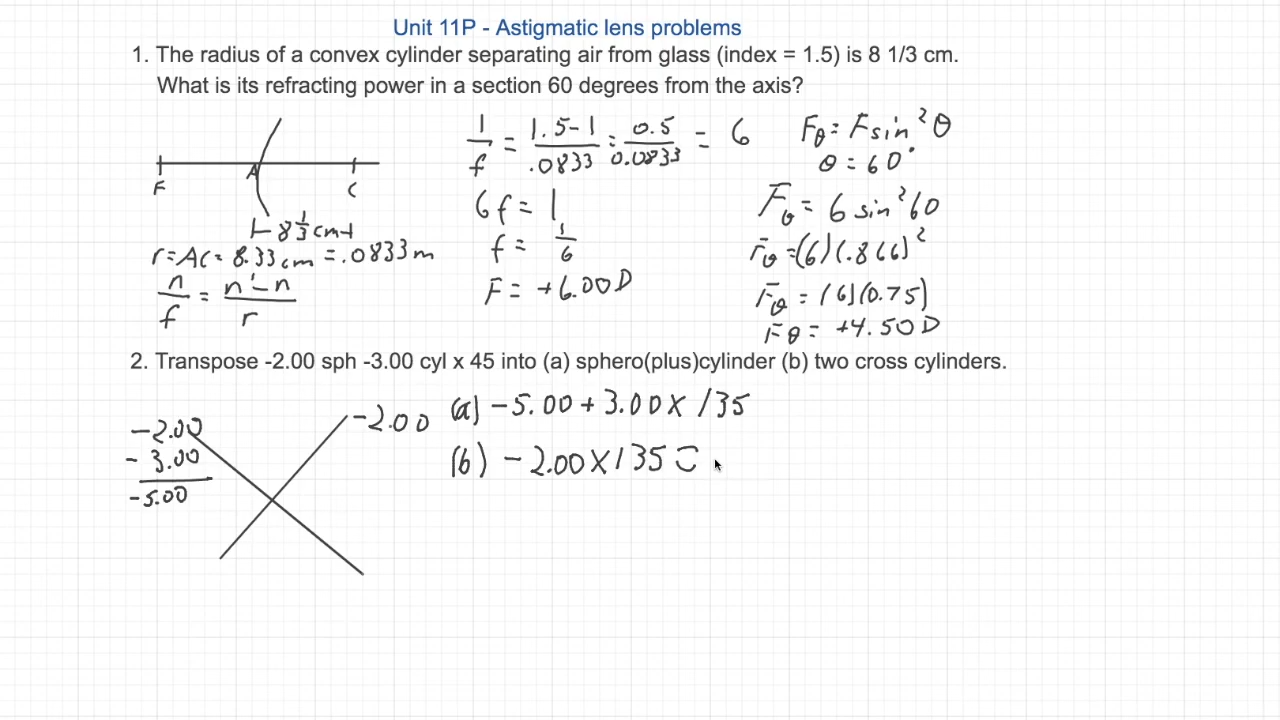 Unit 11P - Astigmatic lens problems
1. The radius of a convex cylinder separating air from glass (index = 1.5) is 8 1/3 cm.
What is its refracting power in a section 60 degrees from the axis?
F A C
8 1/3 cm
r = AC = 8.33 cm = .0833 m
n/f = n'-n/r
1/f = 1.5-1/.0833 = 0.5/0.0833 = 6
6f = 1
f = 1/6
F = +6.00D
Fθ = F sin²θ
θ = 60°
Fθ = 6 sin²60
Fθ = (6)(.866)²
Fθ = (6)(0.75)
Fθ = +4.50D
2. Transpose -2.00 sph -3.00 cyl x 45 into (a) sphero(plus)cylinder (b) two cross cylinders.
-2.00
-3.00
-5.00
-2.00
(a) -5.00 + 3.00 X 135
(b) -2.00 X 135